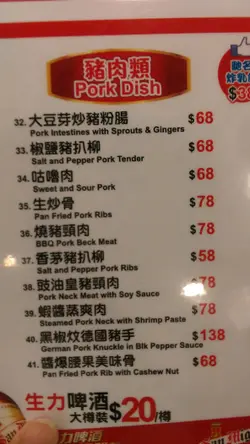 豬肉類
Pork Dish
32. 大豆芽炒豬粉腸 $68
Pork Intestines with Sprouts & Gingers
33. 椒鹽豬扒柳 $68
Salt and Pepper Pork Tender
34. 咕嚕肉 $68
Sweet and Sour Pork
35. 生炒骨 $78
Pan Fried Pork Ribs
36. 燒豬頸肉 $78
BBQ Pork Beck Meat
37. 香茅豬扒柳 $58
Salt and Pepper Pork Ribs
38. 豉油皇豬頸肉 $78
Pork Neck Meat with Soy Sauce
39. 蝦醬蒸爽肉 $78
Steamed Pork Neck with Shrimp Paste
40. 黑椒炆德國豬手 $138
German Pork Knuckle in Blk Pepper Sauce
41. 醬爆腰果美味骨 $68
Pan Fried Pork Rib with Cashew Nut
生力啤酒
大樽裝 $20/樽
力啤酒